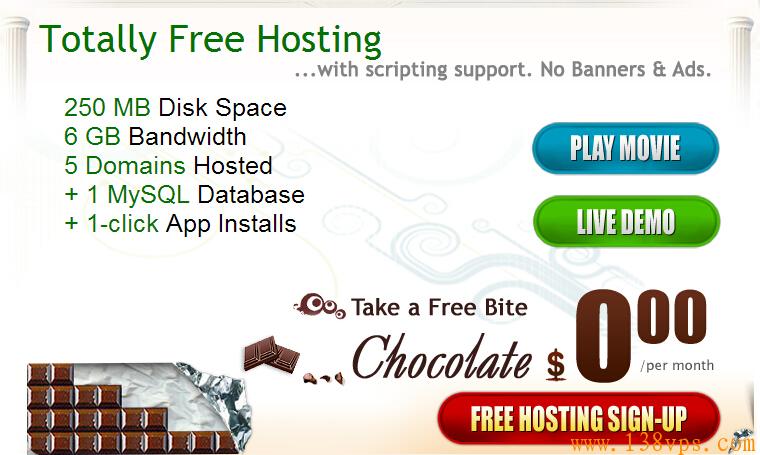 Totally Free Hosting
...with scripting support. No Banners & Ads.
250 MB Disk Space
6 GB Bandwidth
5 Domains Hosted
+ 1 MySQL Database
+ 1-click App Installs
PLAY MOVIE
LIVE DEMO
Take a Free Bite
Chocolate $0.00
/per month
FREE HOSTING SIGN-UP
www.138vps.com